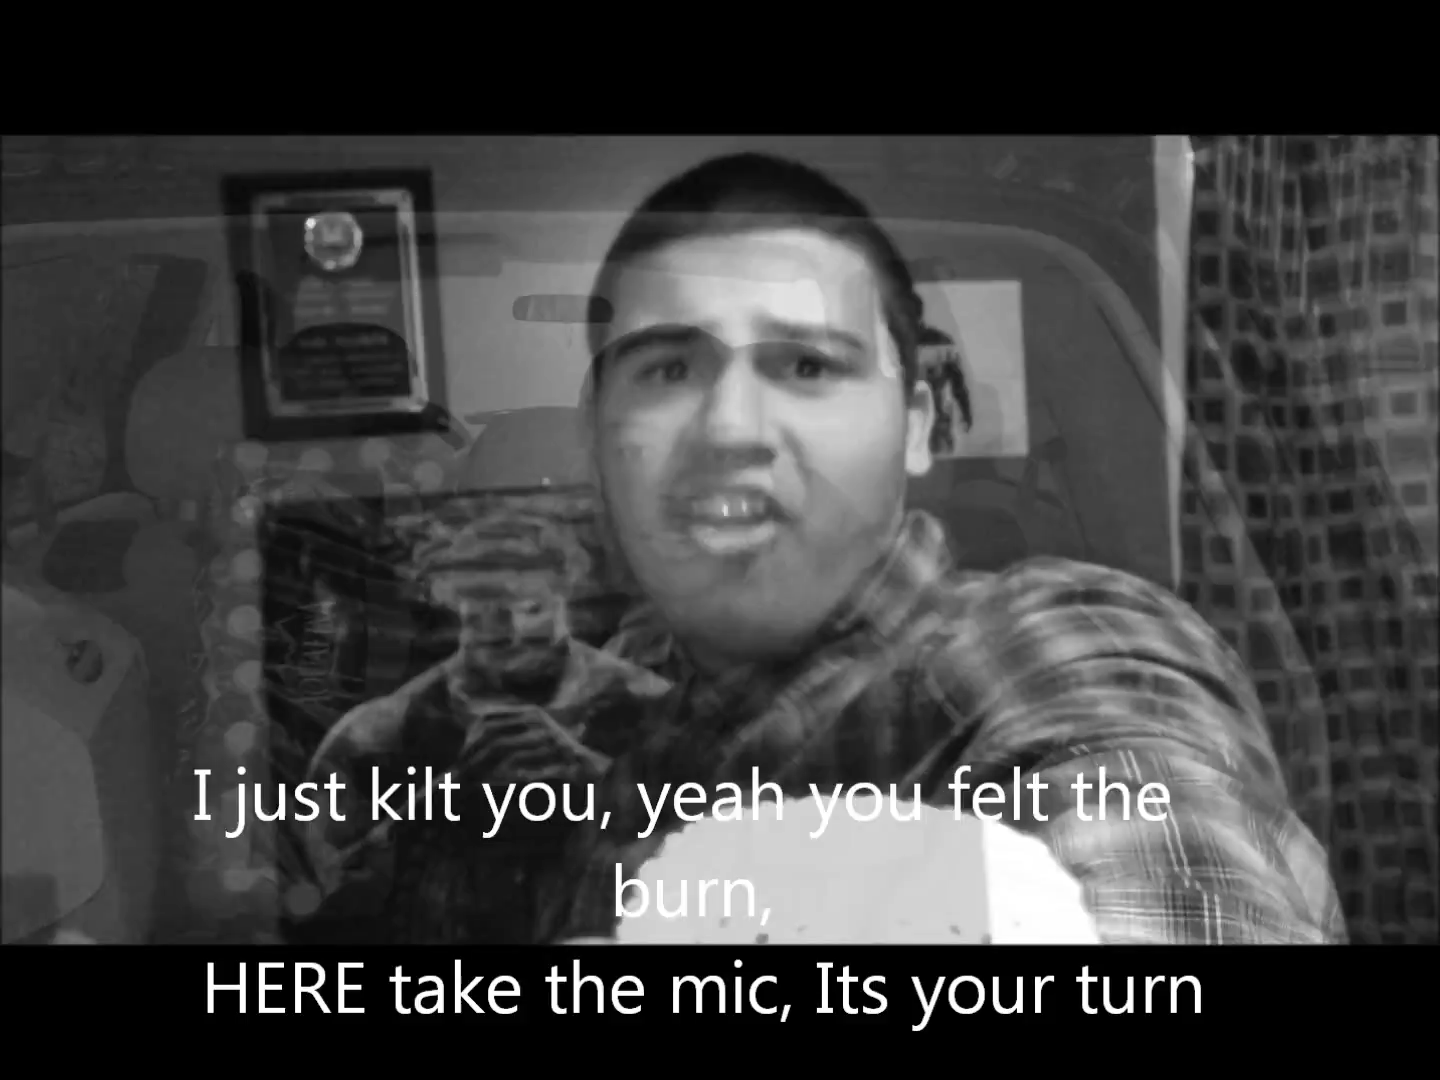 I just kilt you, yeah you felt the
burn,
HERE take the mic, Its your turn